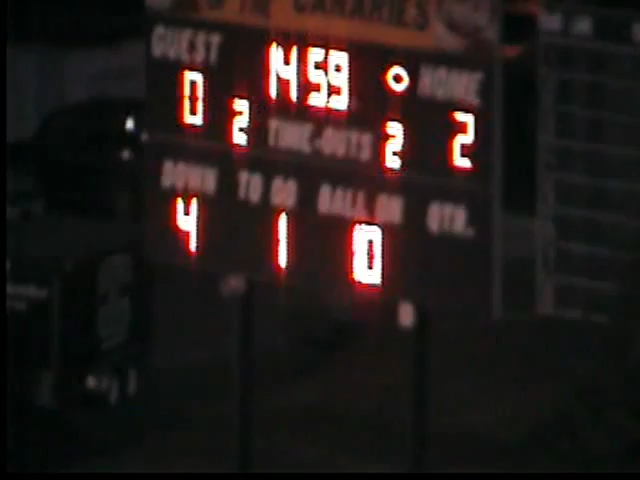 CANARIES
GUEST 14 59 HOME
0 2 TIME-OUTS 2 2
DOWN TO GO BALL ON QTR.
4 1 10